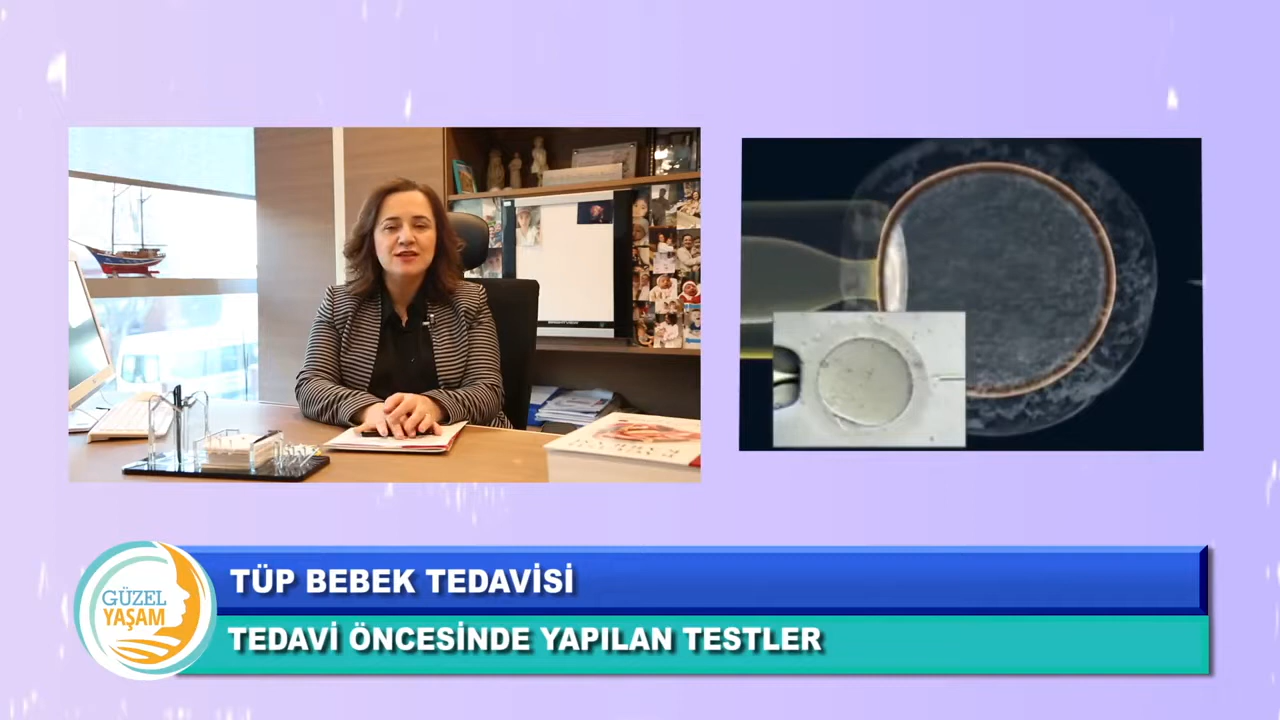 TÜP BEBEK TEDAVİSİ
TEDAVİ ÖNCESİNDE YAPILAN TESTLER
GÜZEL
YAŞAM